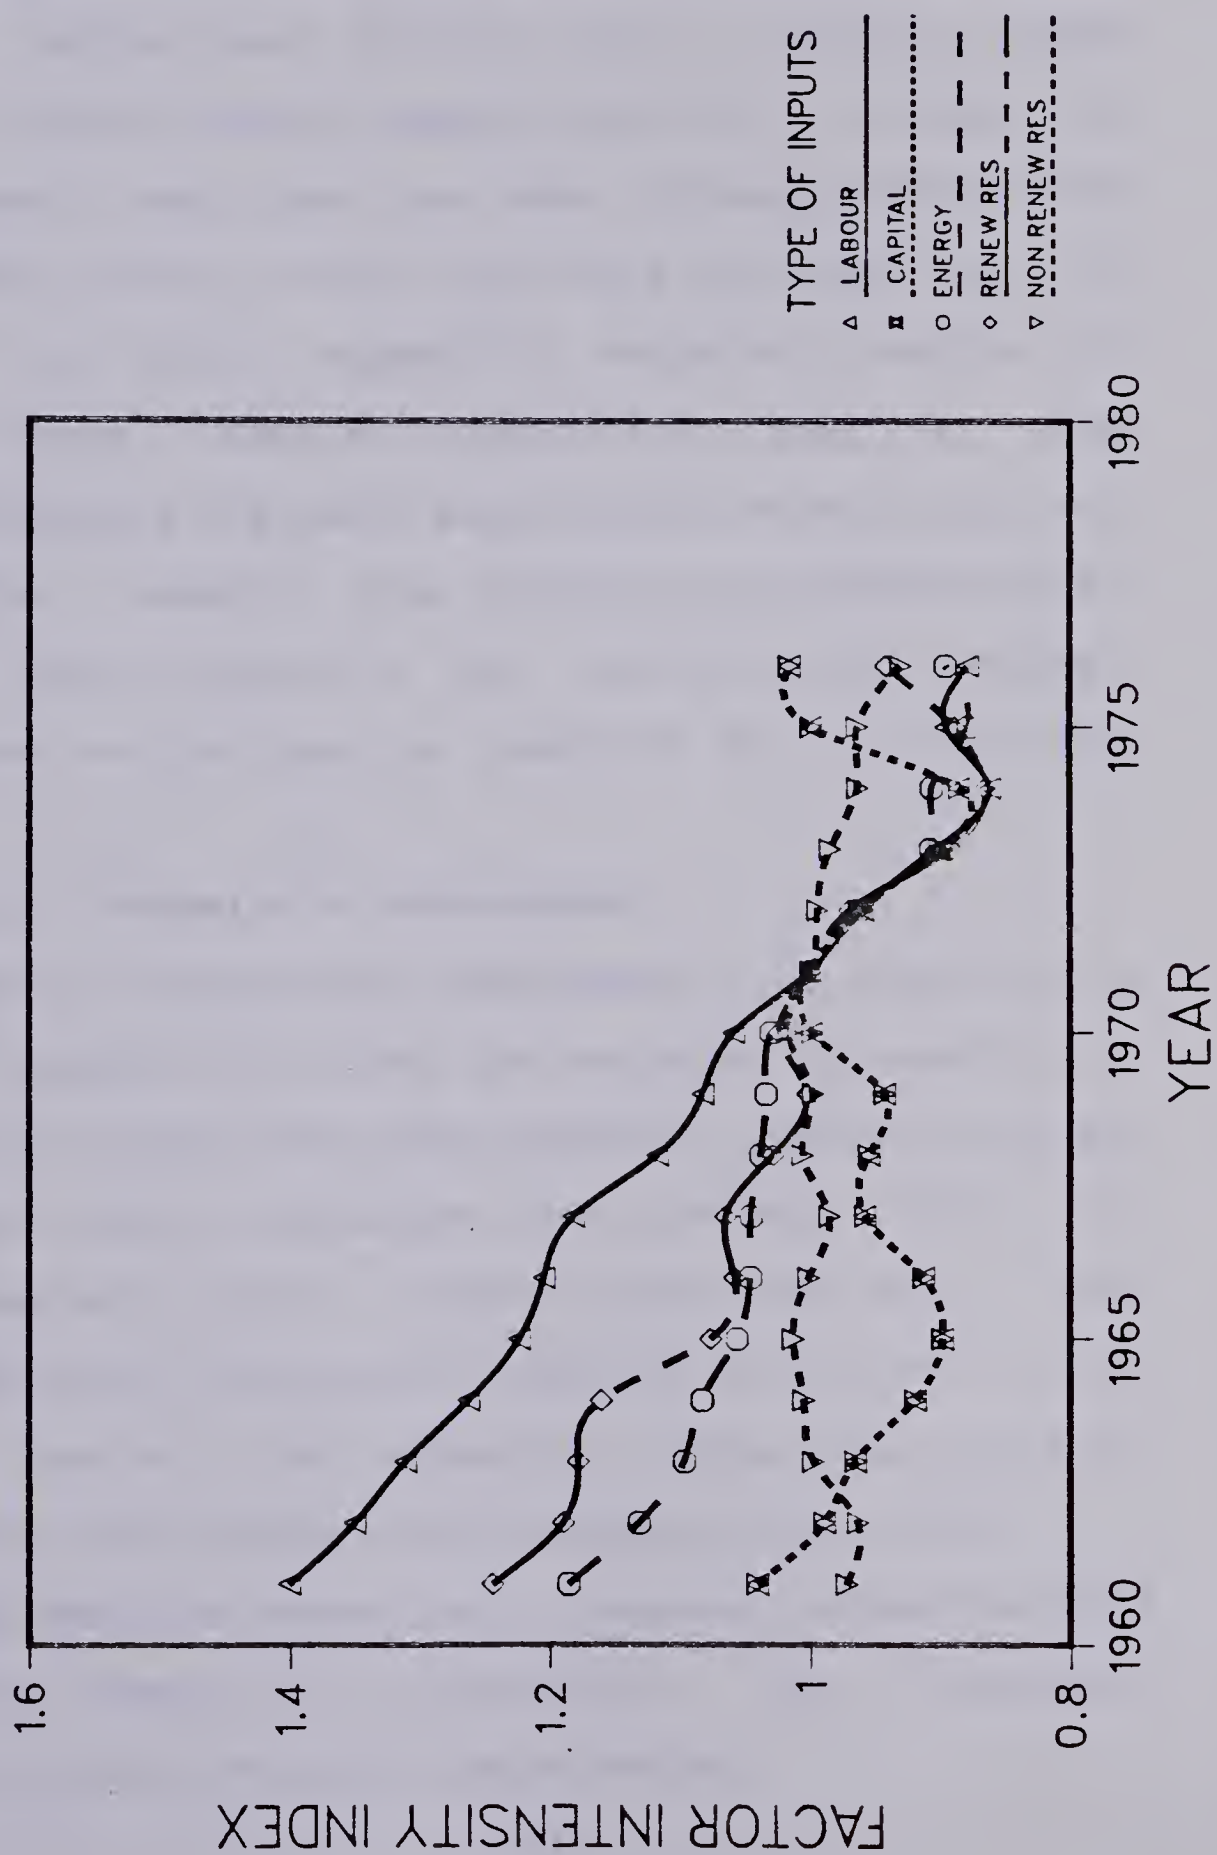 1.6
1.4
1.2
1
0.8
FACTOR INTENSITY INDEX
1960
1965
1970
1975
1980
YEAR
TYPE OF INPUTS
LABOUR
CAPITAL
ENERGY
RENEW RES
NON RENEW RES